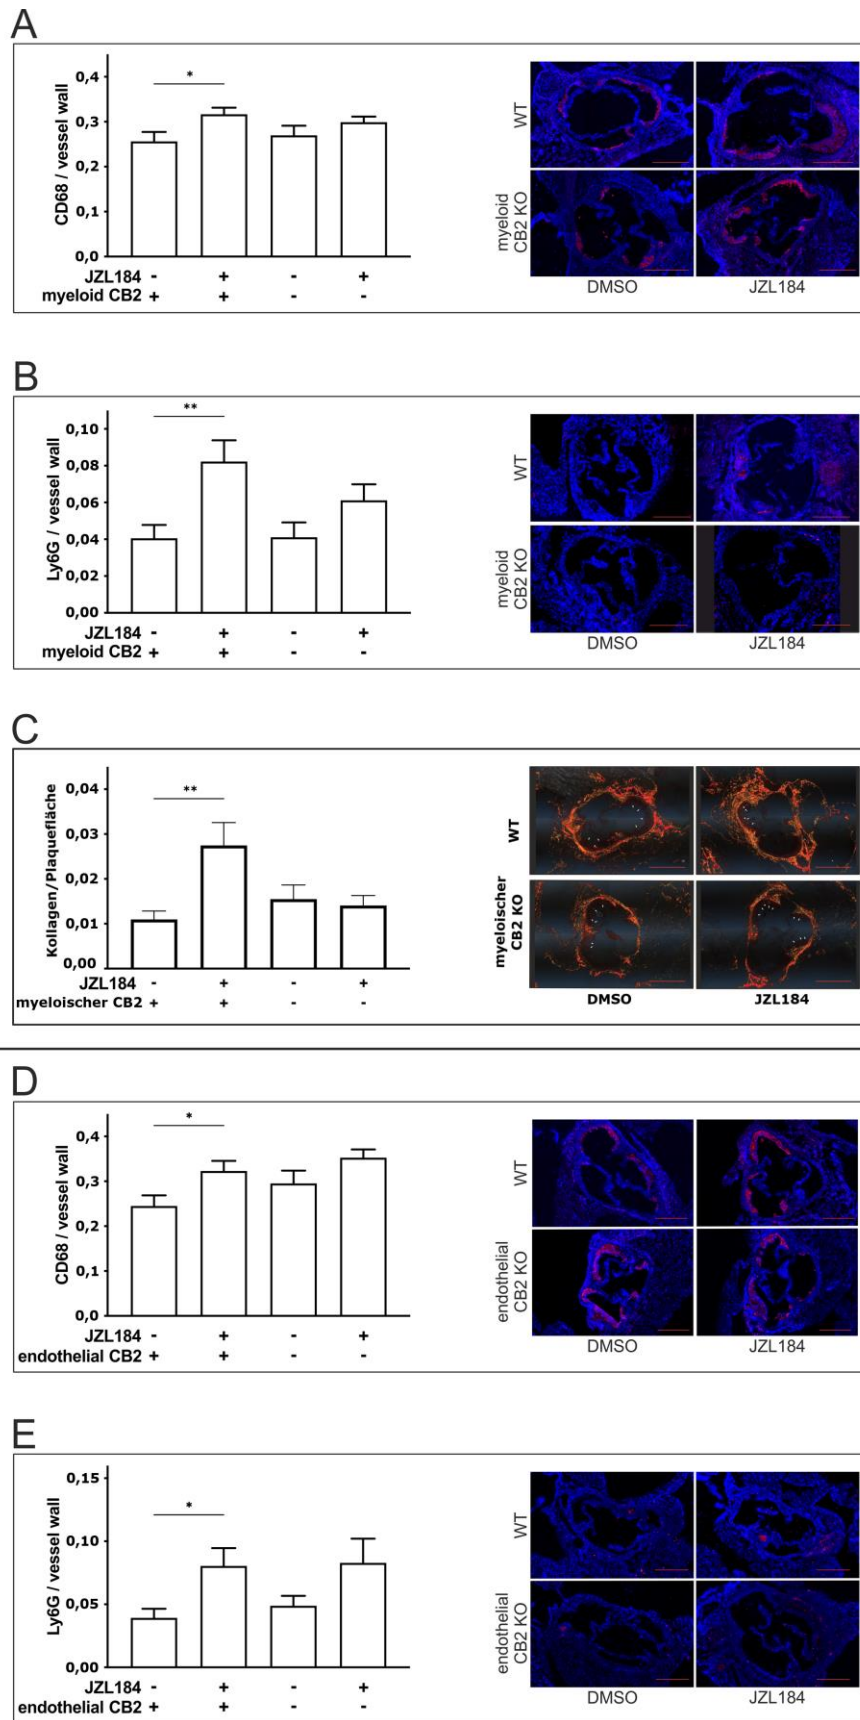 A
*
0,4
0,3
0,2
0,1
0,0
CD68 / vessel wall
JZL184 - + - +
myeloid CB2 + + - -
WT
myeloid
CB2 KO
DMSO JZL184
B
**
0,10
0,08
0,06
0,04
0,02
0,00
Ly6G / vessel wall
JZL184 - + - +
myeloid CB2 + + - -
WT
myeloid
CB2 KO
DMSO JZL184
C
**
0,04
0,03
0,02
0,01
0,00
Kollagen/Plaquefläche
JZL184 - + - +
myeloischer CB2 + + - -
WT
myeloischer
CB2 KO
DMSO JZL184
D
*
0,4
0,3
0,2
0,1
0,0
CD68 / vessel wall
JZL184 - + - +
endothelial CB2 + + - -
WT
endothelial
CB2 KO
DMSO JZL184
E
*
0,15
0,10
0,05
0,00
Ly6G / vessel wall
JZL184 - + - +
endothelial CB2 + + - -
WT
endothelial
CB2 KO
DMSO JZL184